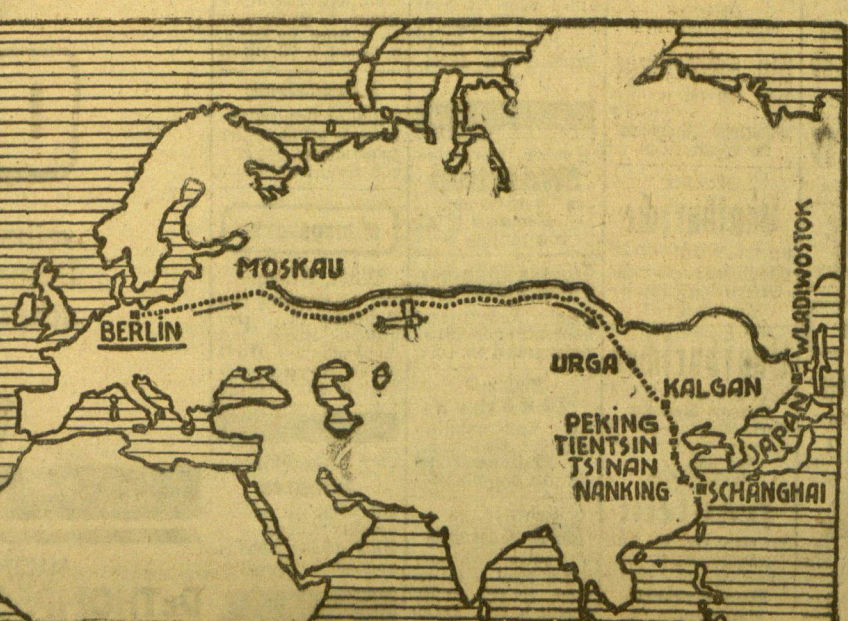 MOSKAU
BERLIN
WLADIWOSTOK
URGA
KALGAN
PEKING
TIENTSIN
TSINAN
NANKING
JAPAN
SCHANGHAI